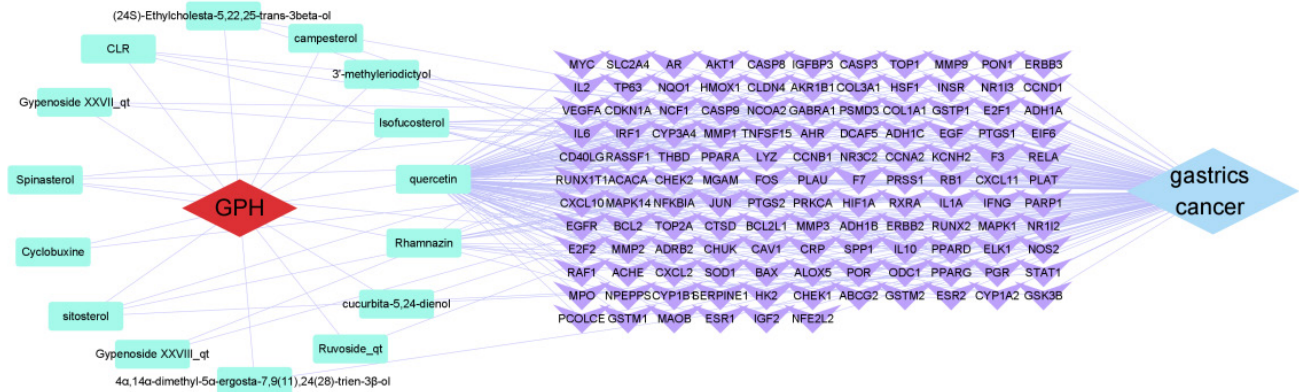 (24S)-Ethylcholesta-5,22,25-trans-3beta-ol
campesterol
CLR
3'-methyleriodictyol
Gypenoside XXVII_qt
Isofucosterol
Spinasterol
quercetin
GPH
Cyclobuxine
Rhamnazin
sitosterol
cucurbita-5,24-dienol
Gypenoside XXVIII_qt
Ruvoside_qt
4α,14α-dimethyl-5α-ergosta-7,9(11),24(28)-trien-3β-ol
MYC SLC2A4 AR AKT1 CASP8 IGFBP3 CASP3 TOP1 MMP9 PON1 ERBB3
IL2 TP63 NQO1 HMOX1 CLDN4 AKR1B1 COL3A1 HSF1 INSR NR1I3 CCND1
VEGFA CDKN1A NCF1 CASP9 NCOA2 GABRA1 PSMD3 COL1A1 GSTP1 E2F1 ADH1A
IL6 IRF1 CYP3A4 MMP1 TNFSF15 AHR DCAF5 ADH1C EGF PTGS1 EIF6
CD40LG RASSF1 THBD PPARA LYZ CCNB1 NR3C2 CCNA2 KCNH2 F3 RELA
RUNX1T1 ACACA CHEK2 MGAM FOS PLAU F7 PRSS1 RB1 CXCL11 PLAT
CXCL10 MAPK14 NFKBIA JUN PTGS2 PRKCA HIF1A RXRA IL1A IFNG PARP1
EGFR BCL2 TOP2A CTSD BCL2L1 MMP3 ADH1B ERBB2 RUNX2 MAPK1 NR1I2
E2F2 MMP2 ADRB2 CHUK CAV1 CRP SPP1 IL10 PPARD ELK1 NOS2
RAF1 ACHE CXCL2 SOD1 BAX ALOX5 POR ODC1 PPARG PGR STAT1
MPO NPEPPS CYP1B1 SERPINE1 HK2 CHEK1 ABCG2 GSTM2 ESR2 CYP1A2 GSK3B
PCOLCE GSTM1 MAOB ESR1 IGF2 NFE2L2
gastrics
cancer